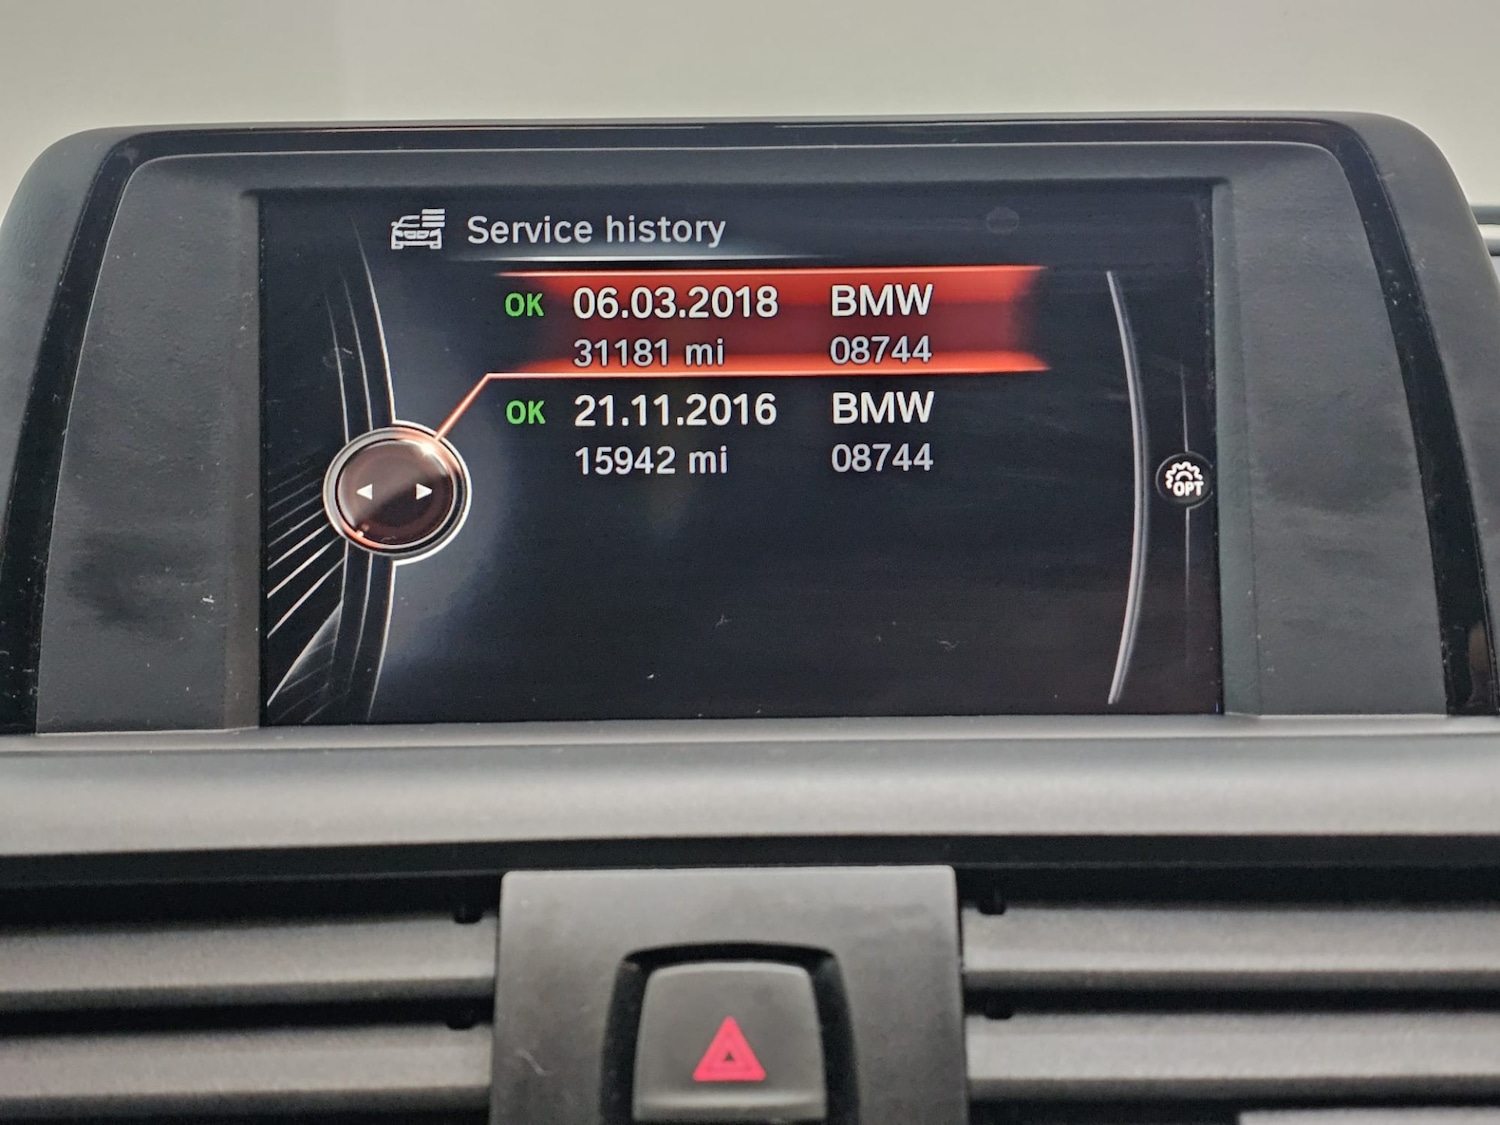 Service history
OK 06.03.2018 BMW
31181 mi 08744
OK 21.11.2016 BMW
15942 mi 08744
OPT